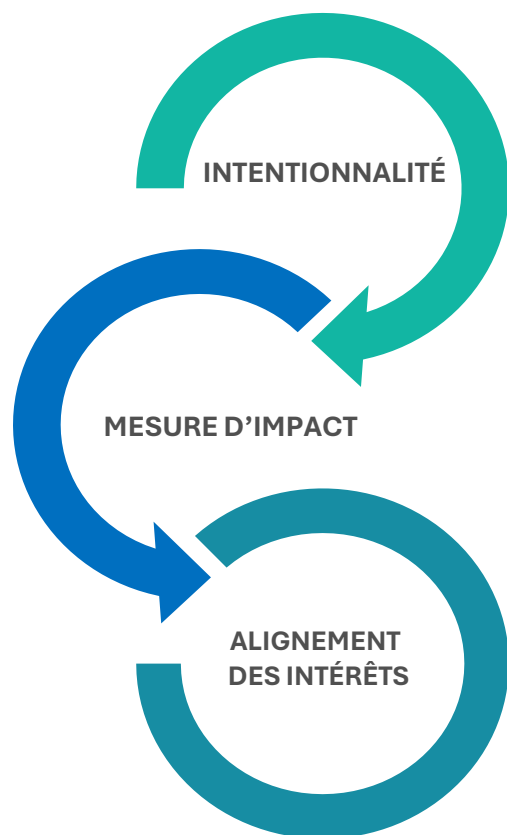 INTENTIONNALITÉ
MESURE D’IMPACT
ALIGNEMENT
DES INTÉRÊTS